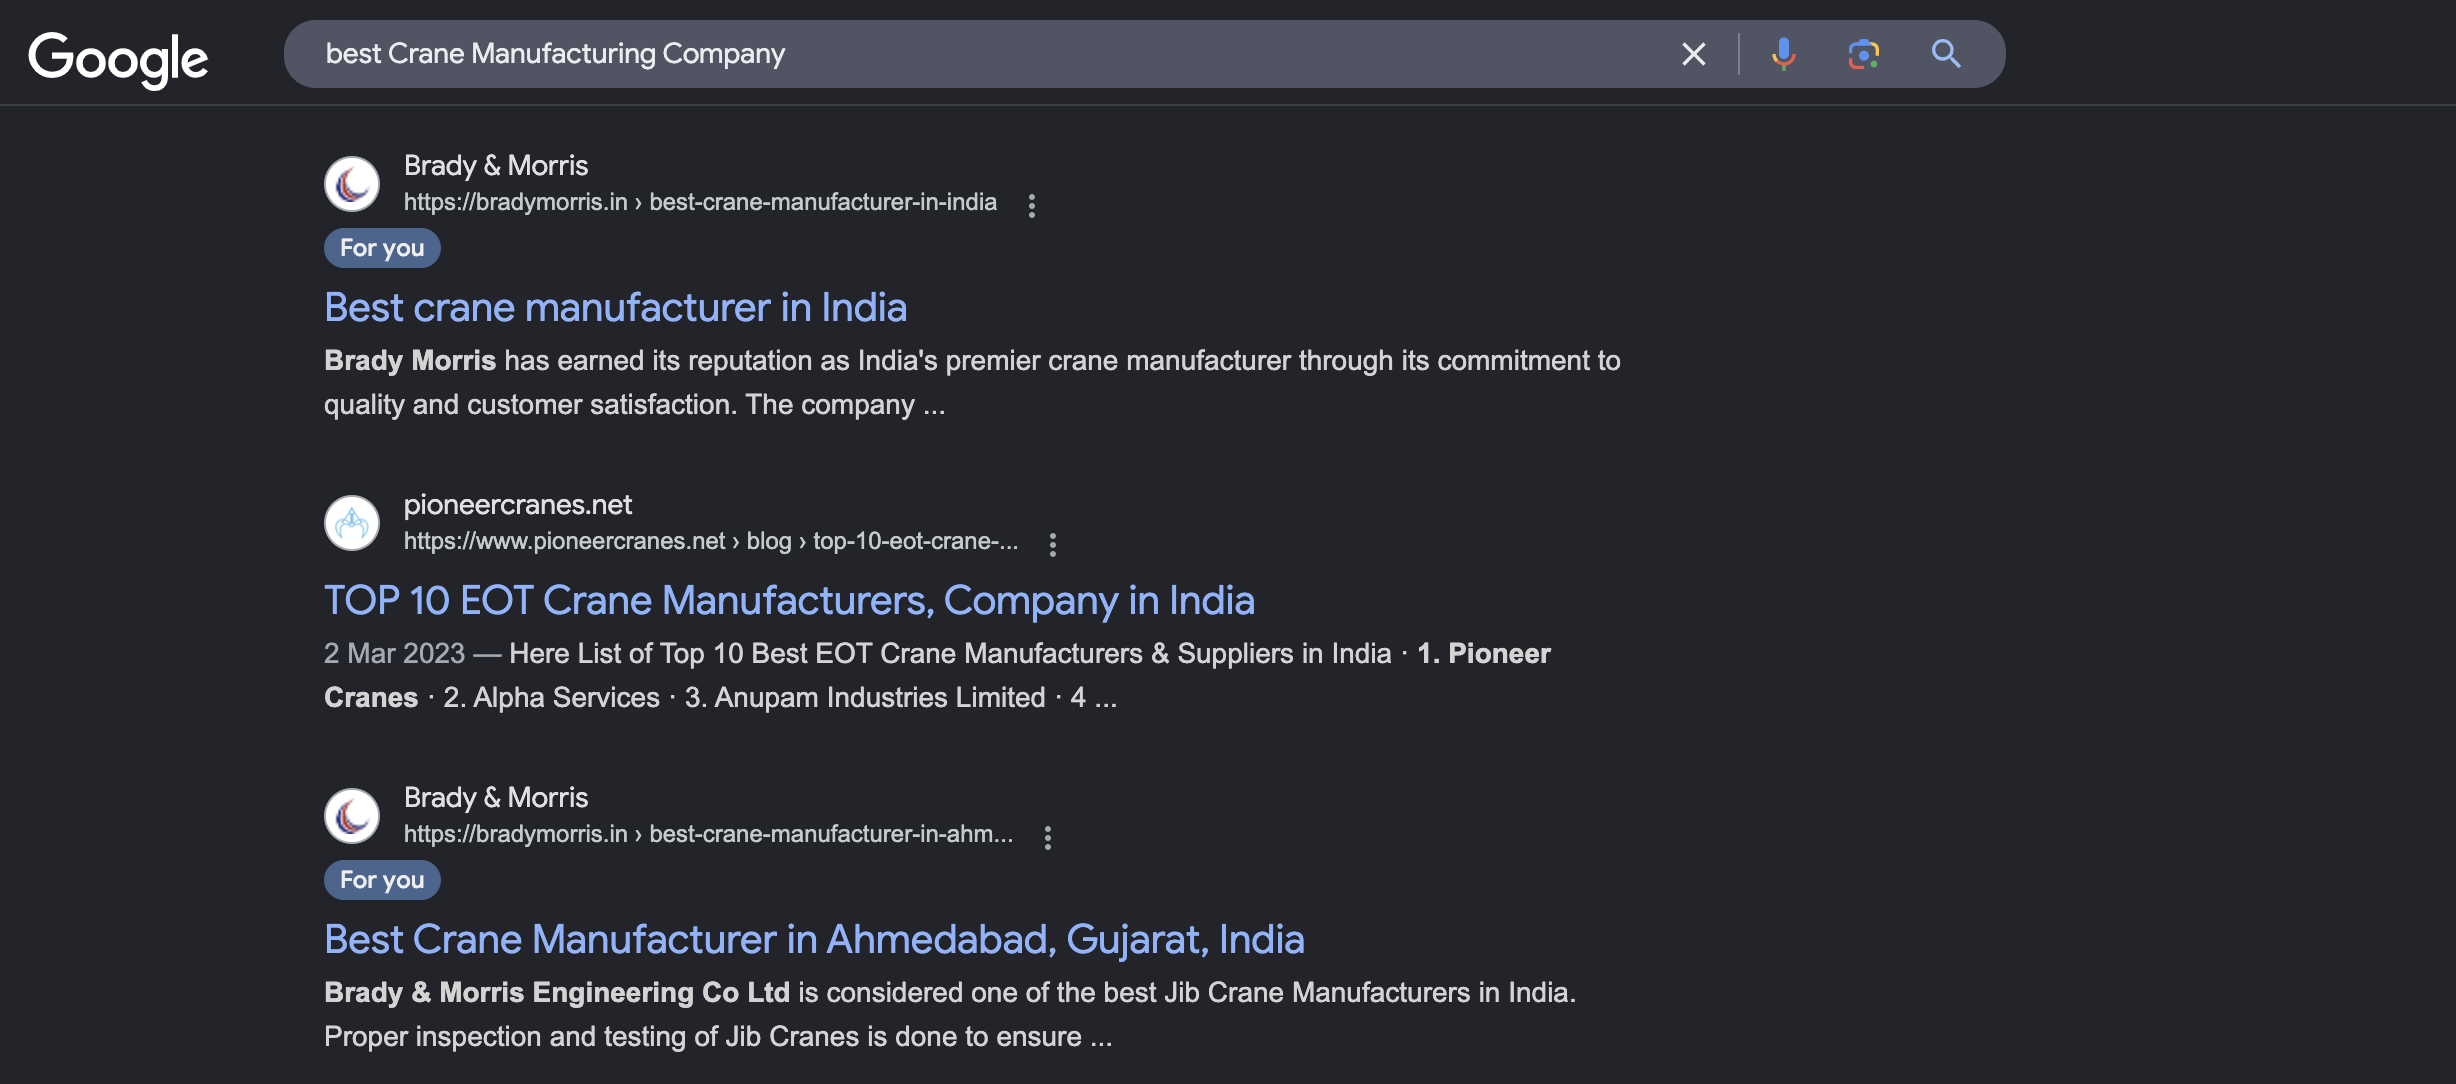 Google
best Crane Manufacturing Company
Brady & Morris
https://bradymorris.in › best-crane-manufacturer-in-india
For you
Best crane manufacturer in India
Brady Morris has earned its reputation as India's premier crane manufacturer through its commitment to
quality and customer satisfaction. The company ...
pioneercranes.net
https://www.pioneercranes.net › blog › top-10-eot-crane-...
TOP 10 EOT Crane Manufacturers, Company in India
2 Mar 2023 — Here List of Top 10 Best EOT Crane Manufacturers & Suppliers in India · 1. Pioneer
Cranes · 2. Alpha Services · 3. Anupam Industries Limited · 4 ...
Brady & Morris
https://bradymorris.in › best-crane-manufacturer-in-ahm...
For you
Best Crane Manufacturer in Ahmedabad, Gujarat, India
Brady & Morris Engineering Co Ltd is considered one of the best Jib Crane Manufacturers in India.
Proper inspection and testing of Jib Cranes is done to ensure ...